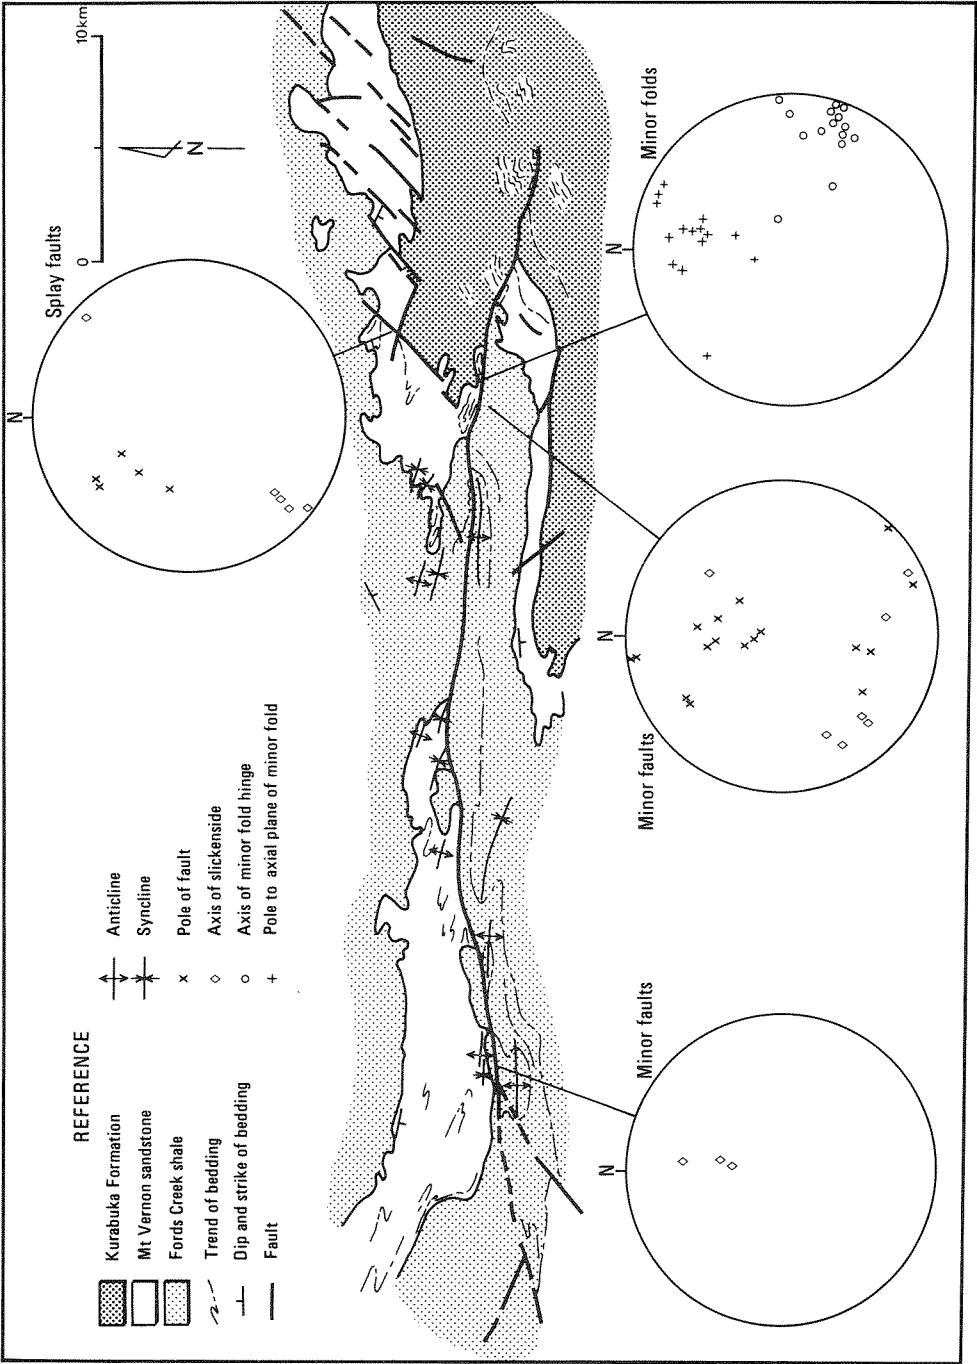 REFERENCE
Kurabuka Formation
Mt Vernon sandstone
Fords Creek shale
Trend of bedding
Dip and strike of bedding
Fault
Anticline
Syncline
Pole of fault
Axis of slickenside
Axis of minor fold hinge
Pole to axial plane of minor fold
Splay faults
N
0
10 km
N
Minor faults
N
Minor faults
N
Minor folds
N